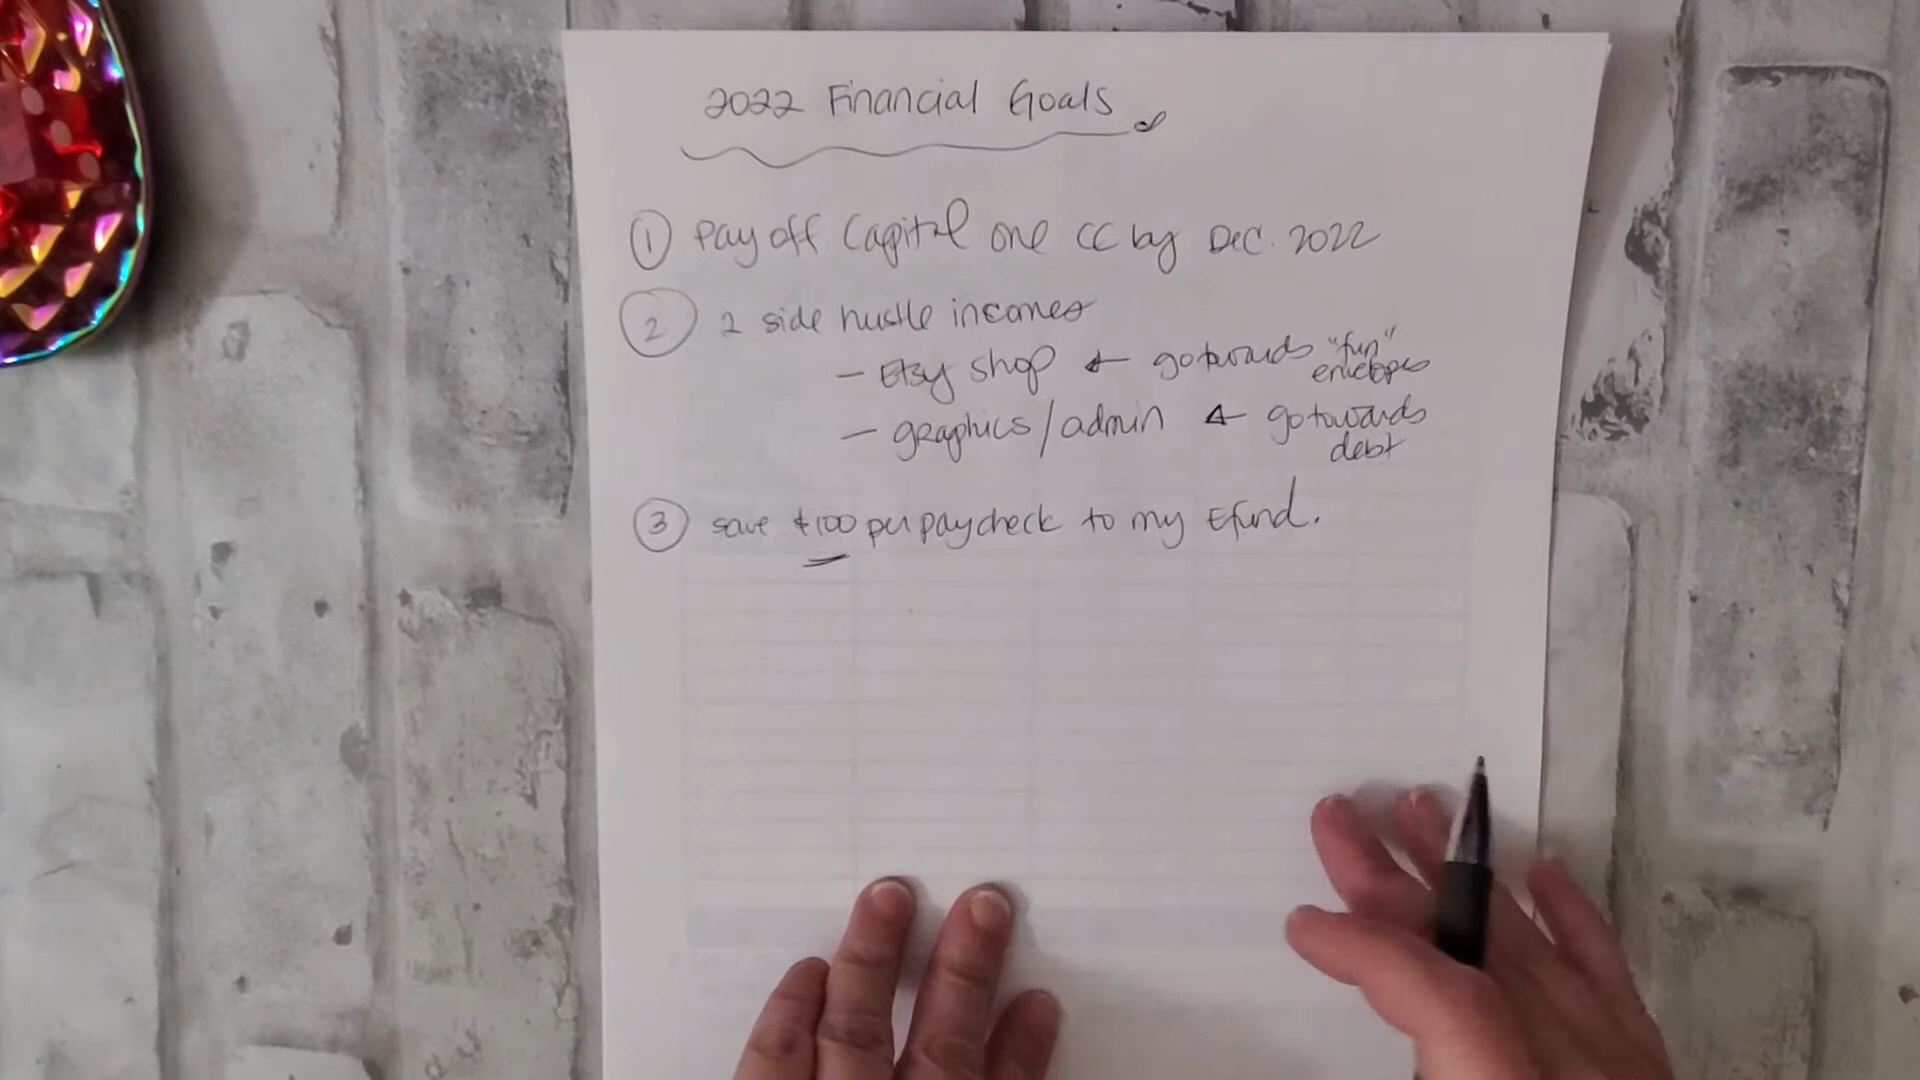 2022 Financial Goals
① pay off Capital one CC by Dec. 2022
② 2 side hustle incomes
- Etsy shop ← go towards "fun" envelopes
- graphics/admin ← go towards debt
③ save $100 per paycheck to my Efund.